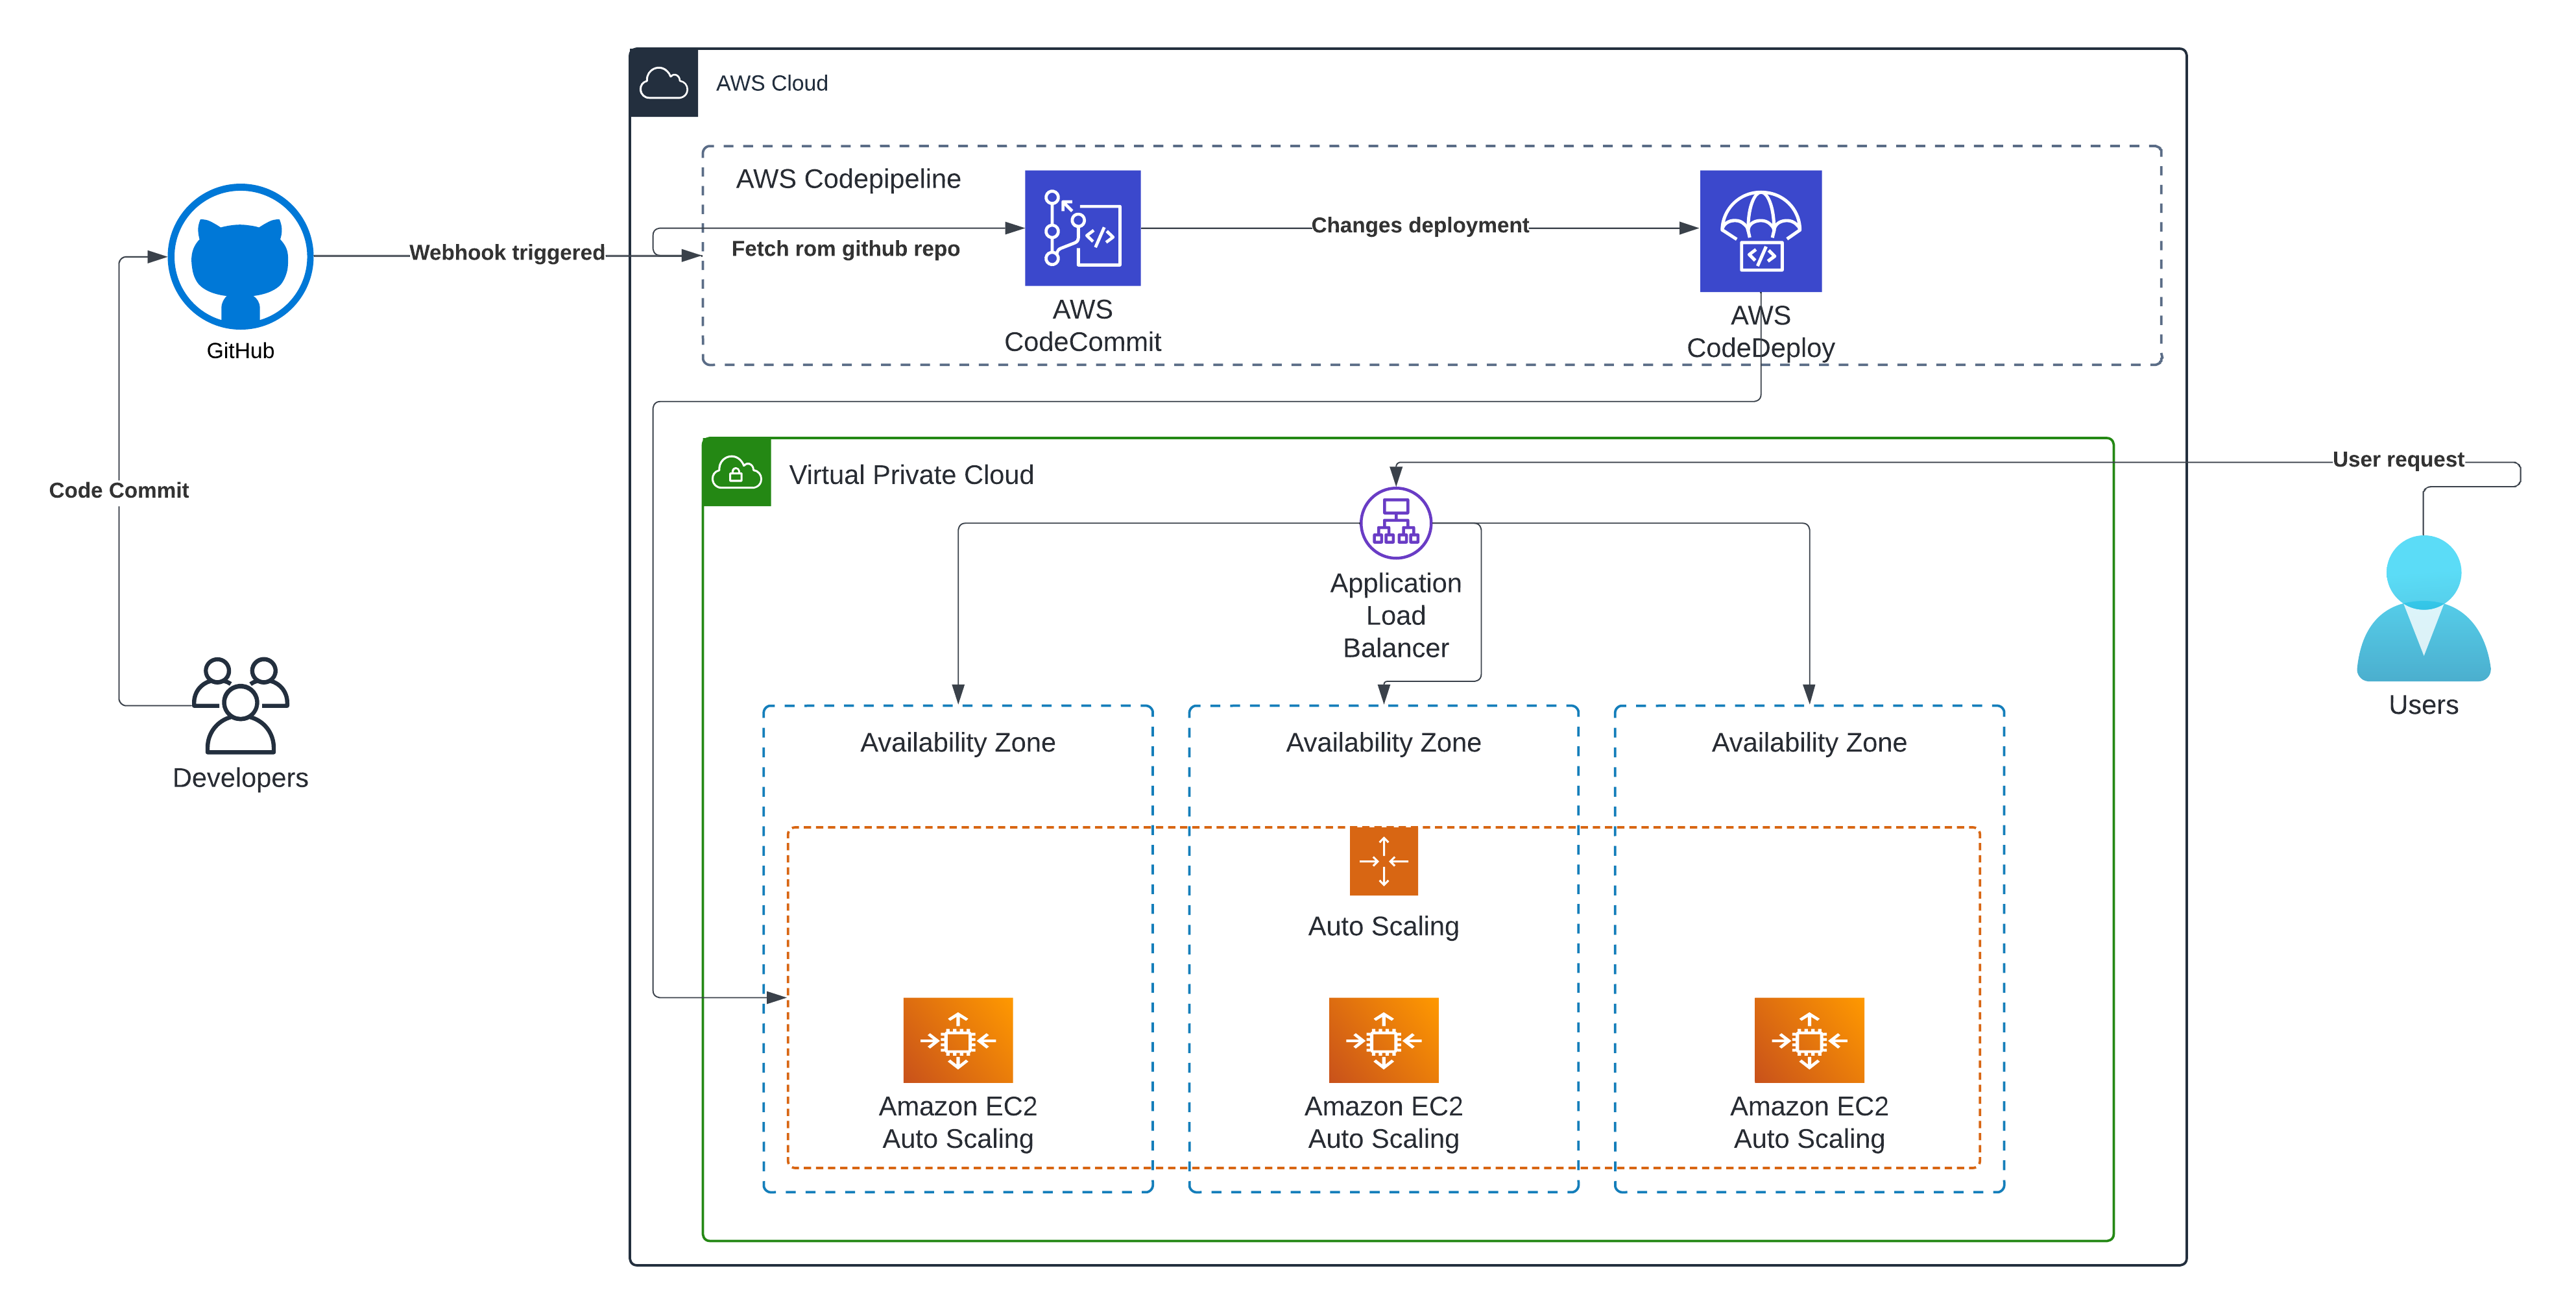 AWS Cloud
AWS Codepipeline
Webhook triggered
Fetch rom github repo
Changes deployment
AWS
CodeCommit
AWS
CodeDeploy
GitHub
Code Commit
Developers
Virtual Private Cloud
User request
Application
Load
Balancer
Users
Availability Zone
Availability Zone
Availability Zone
Auto Scaling
Amazon EC2
Auto Scaling
Amazon EC2
Auto Scaling
Amazon EC2
Auto Scaling